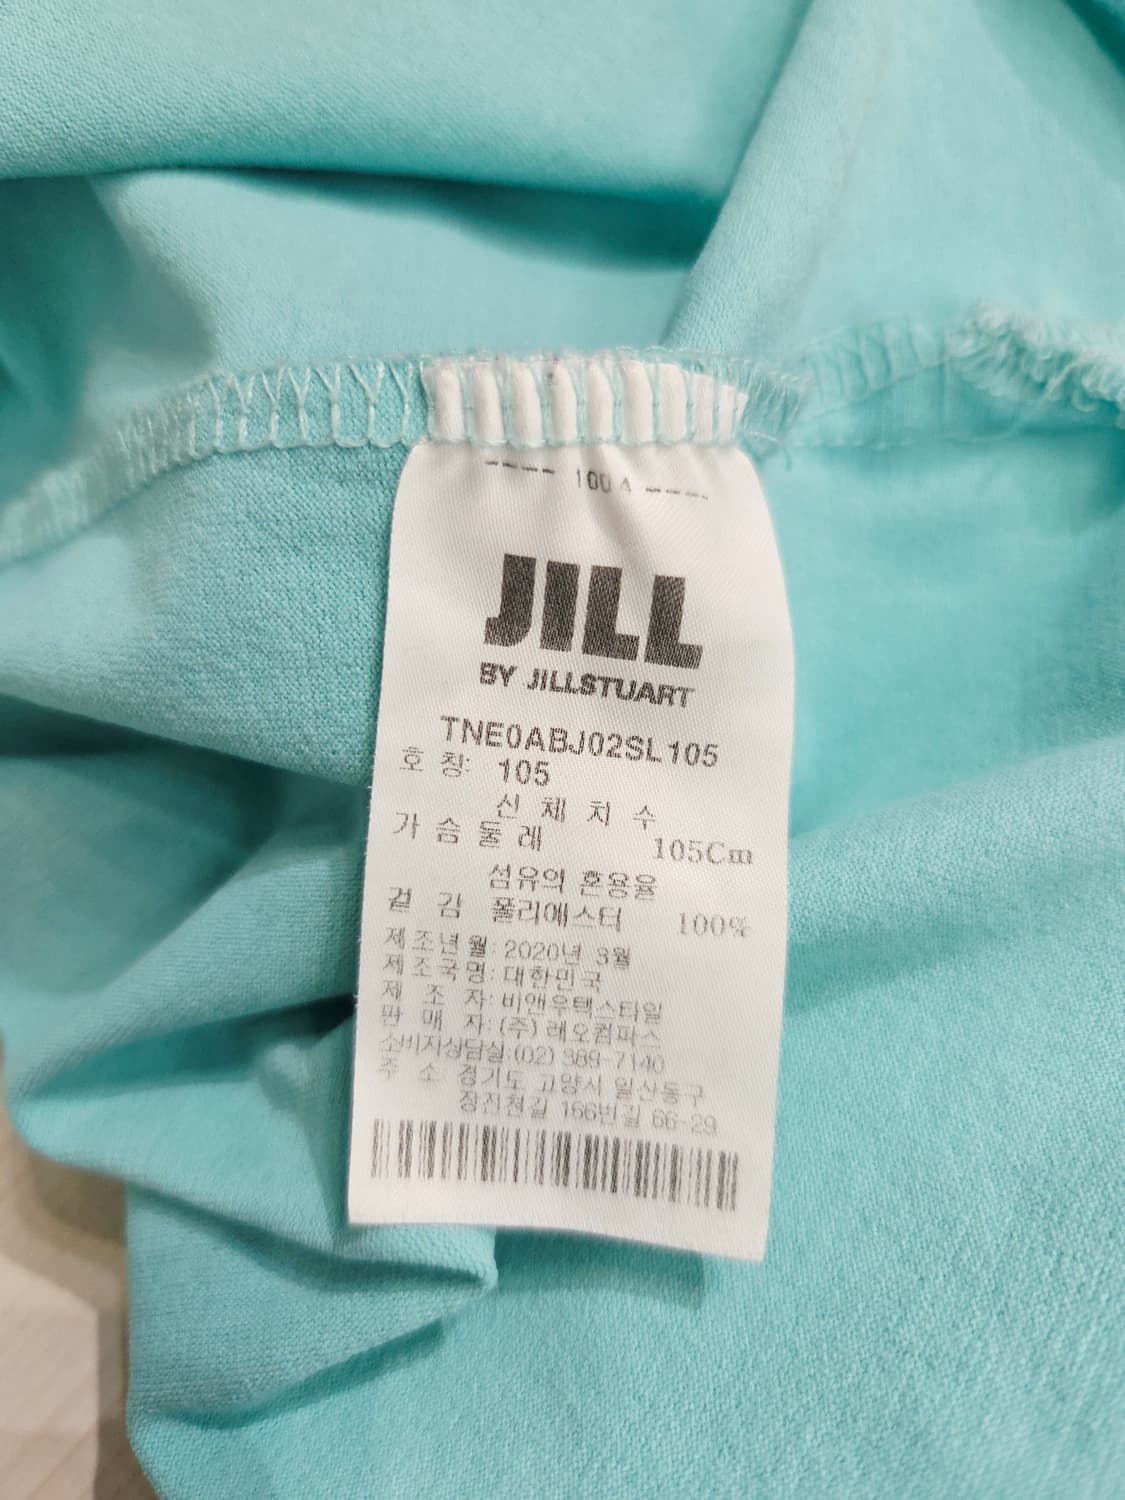 ---- 100 A ----
JILL
BY JILLSTUART
TNE0ABJ02SL105
호 칭: 105
신 체 치 수
가 슴 둘 레 105Cm
섬유의 혼용율
겉 감 폴리에스터 100%
제조년월: 2020년 3월
제조국명: 대한민국
제 조 자: 비앤우텍스타일
판 매 자: (주) 레오컴파스
소비자상담실:(02) 389-7140
주 소: 경기도 고양시 일산동구
장진천길 166번길 66-29